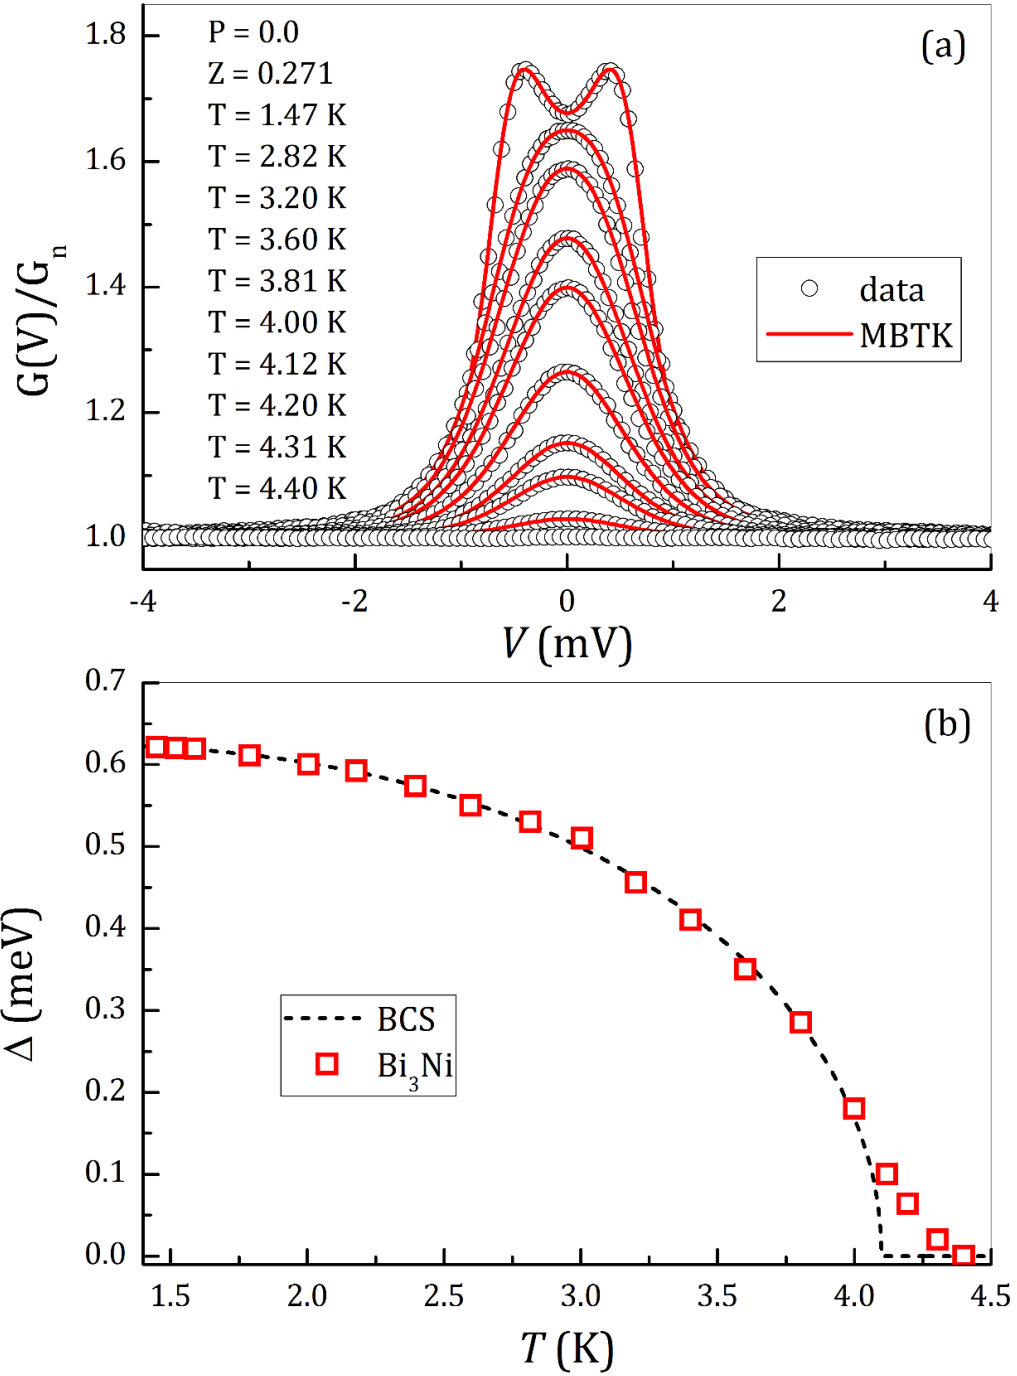 (a)
P = 0.0
Z = 0.271
T = 1.47 K
T = 2.82 K
T = 3.20 K
T = 3.60 K
T = 3.81 K
T = 4.00 K
T = 4.12 K
T = 4.20 K
T = 4.31 K
T = 4.40 K
data
MBTK
G(V)/Gₙ
1.8
1.6
1.4
1.2
1.0
-4
-2
0
2
4
V (mV)
(b)
BCS
Bi₃Ni
Δ (meV)
0.7
0.6
0.5
0.4
0.3
0.2
0.1
0.0
1.5
2.0
2.5
3.0
3.5
4.0
4.5
T (K)